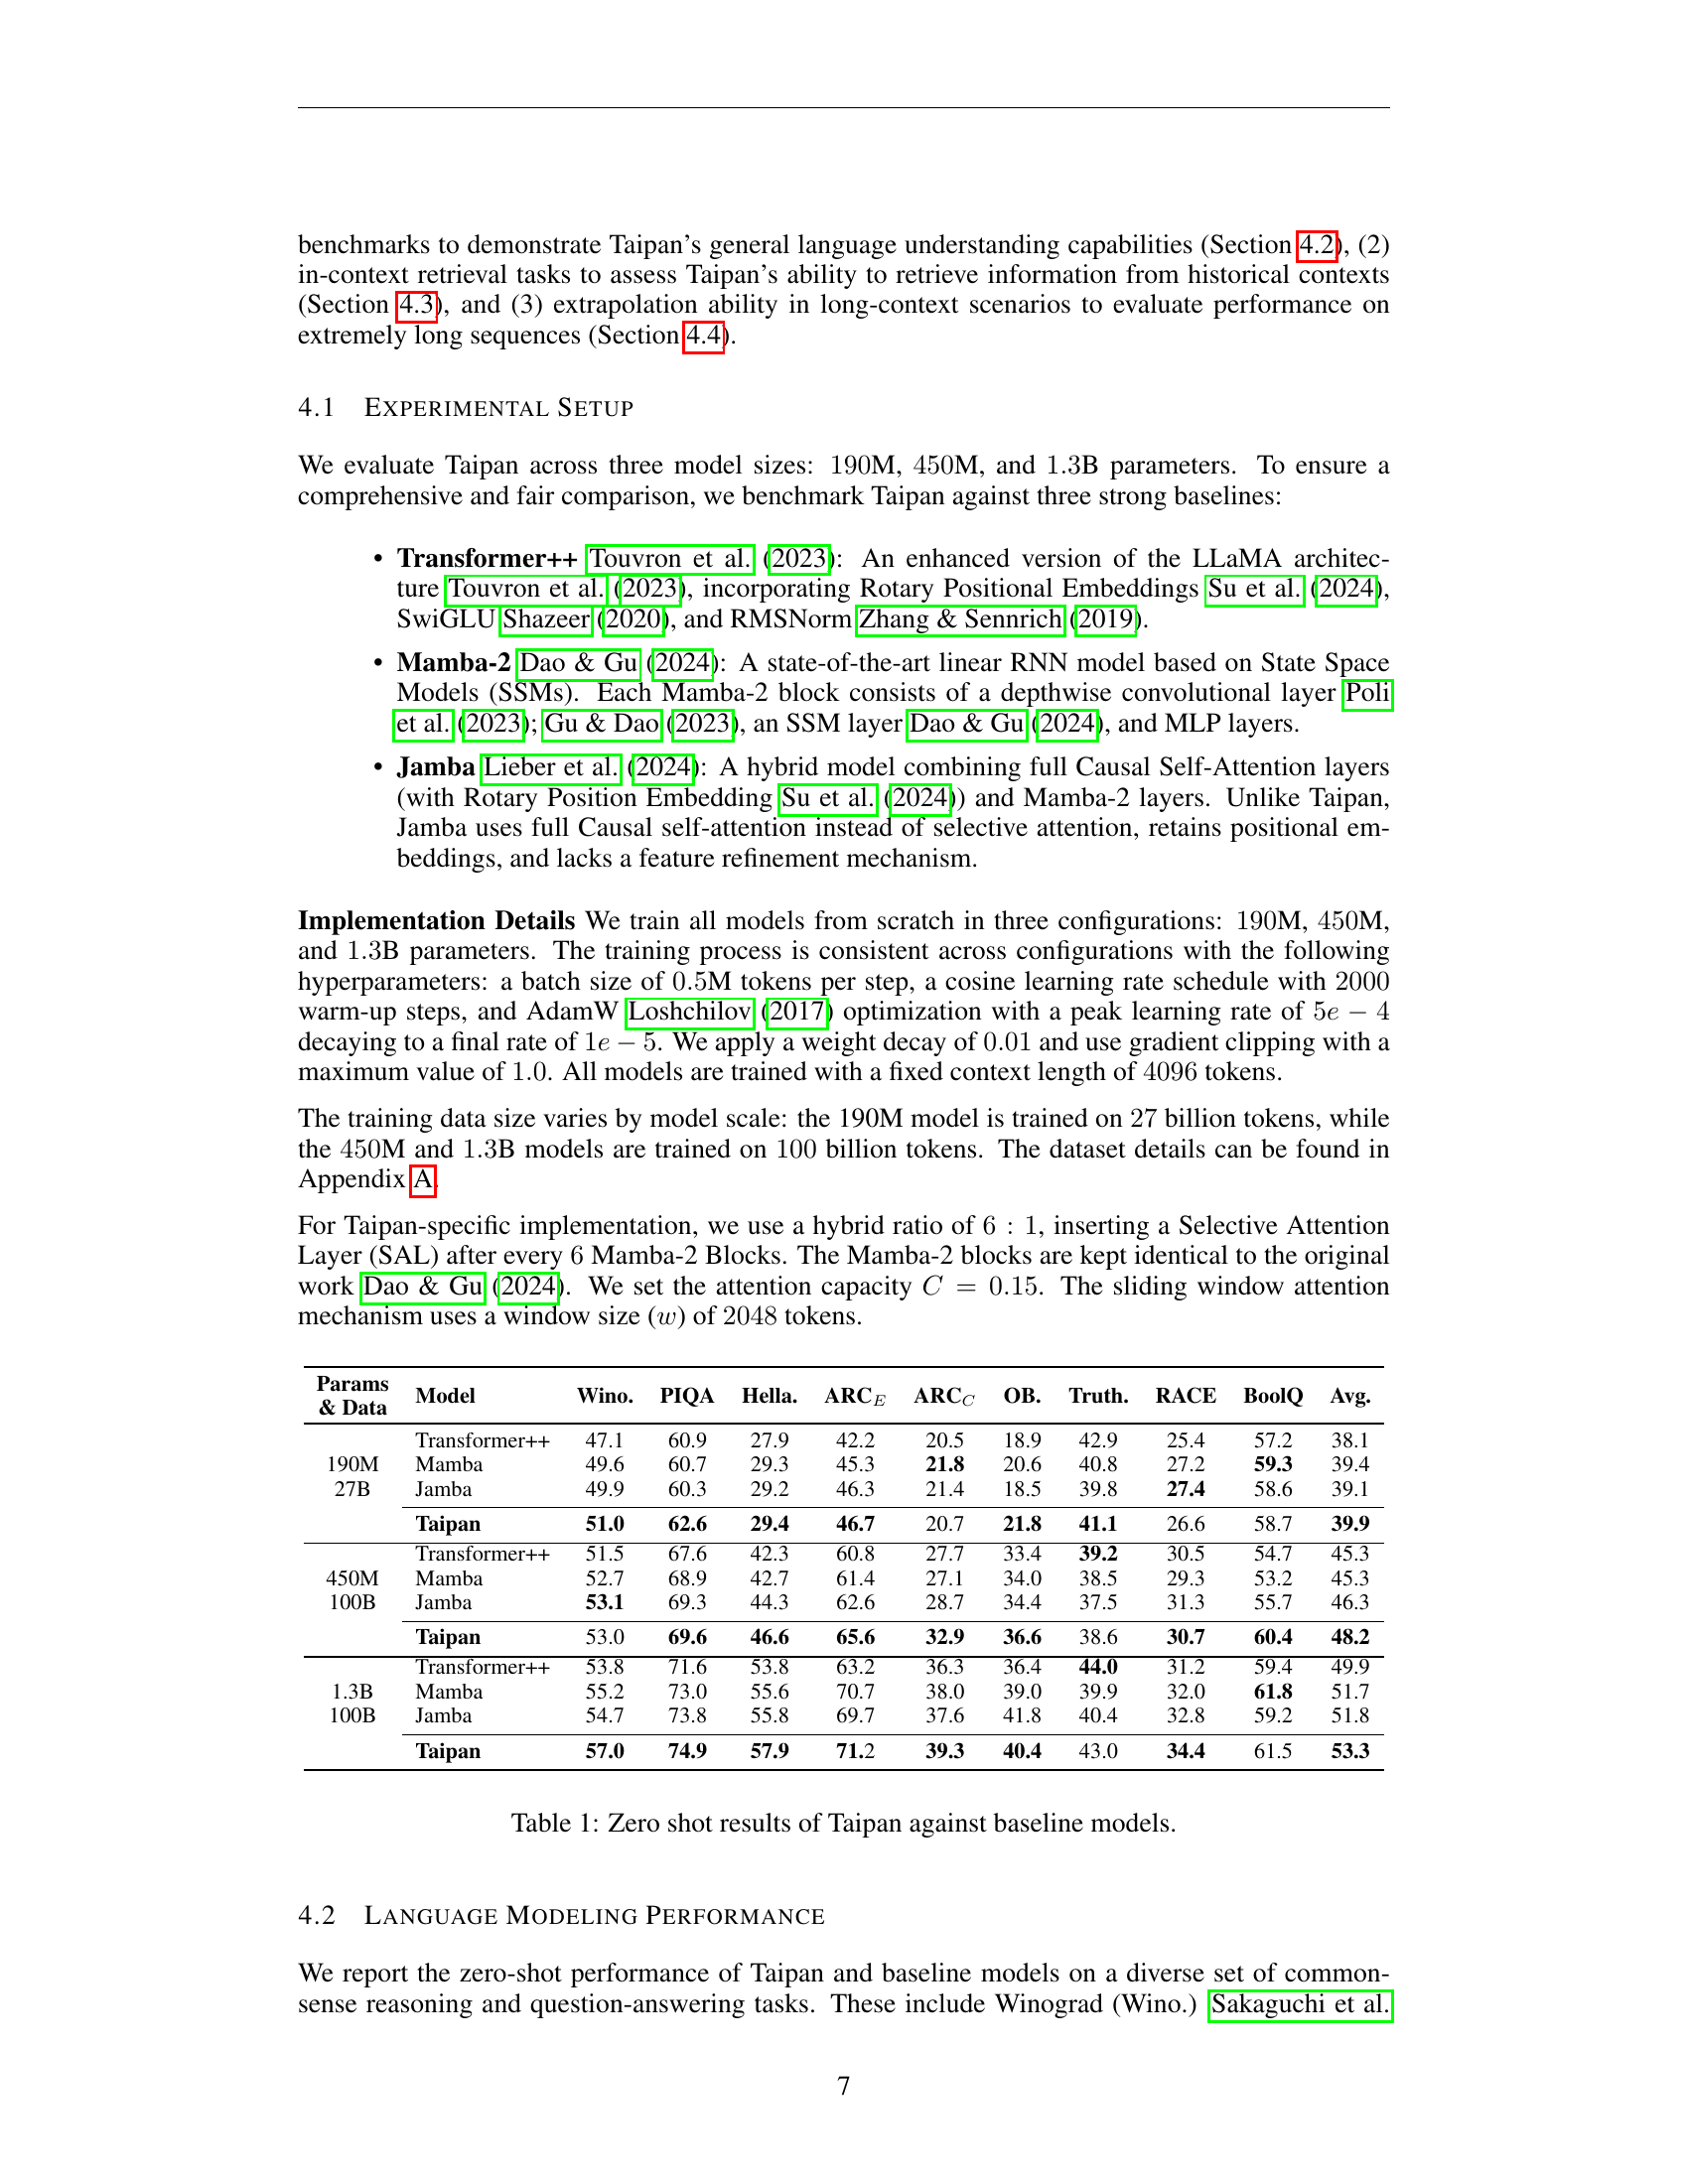 benchmarks to demonstrate Taipan's general language understanding capabilities (Section 4.2), (2)
in-context retrieval tasks to assess Taipan's ability to retrieve information from historical contexts
(Section 4.3), and (3) extrapolation ability in long-context scenarios to evaluate performance on
extremely long sequences (Section 4.4).
4.1 EXPERIMENTAL SETUP
We evaluate Taipan across three model sizes: 190M, 450M, and 1.3B parameters. To ensure a
comprehensive and fair comparison, we benchmark Taipan against three strong baselines:
• Transformer++ Touvron et al. (2023): An enhanced version of the LLaMA architec-
ture Touvron et al. (2023), incorporating Rotary Positional Embeddings Su et al. (2024),
SwiGLU Shazeer (2020), and RMSNorm Zhang & Sennrich (2019).
• Mamba-2 Dao & Gu (2024): A state-of-the-art linear RNN model based on State Space
Models (SSMs). Each Mamba-2 block consists of a depthwise convolutional layer Poli
et al. (2023); Gu & Dao (2023), an SSM layer Dao & Gu (2024), and MLP layers.
• Jamba Lieber et al. (2024): A hybrid model combining full Causal Self-Attention layers
(with Rotary Position Embedding Su et al. (2024)) and Mamba-2 layers. Unlike Taipan,
Jamba uses full Causal self-attention instead of selective attention, retains positional em-
beddings, and lacks a feature refinement mechanism.
Implementation Details We train all models from scratch in three configurations: 190M, 450M,
and 1.3B parameters. The training process is consistent across configurations with the following
hyperparameters: a batch size of 0.5M tokens per step, a cosine learning rate schedule with 2000
warm-up steps, and AdamW Loshchilov (2017) optimization with a peak learning rate of 5e − 4
decaying to a final rate of 1e − 5. We apply a weight decay of 0.01 and use gradient clipping with a
maximum value of 1.0. All models are trained with a fixed context length of 4096 tokens.
The training data size varies by model scale: the 190M model is trained on 27 billion tokens, while
the 450M and 1.3B models are trained on 100 billion tokens. The dataset details can be found in
Appendix A.
For Taipan-specific implementation, we use a hybrid ratio of 6 : 1, inserting a Selective Attention
Layer (SAL) after every 6 Mamba-2 Blocks. The Mamba-2 blocks are kept identical to the original
work Dao & Gu (2024). We set the attention capacity C = 0.15. The sliding window attention
mechanism uses a window size (w) of 2048 tokens.
Params & Data Model Wino. PIQA Hella. ARC_E ARC_C OB. Truth. RACE BoolQ Avg.
Transformer++ 47.1 60.9 27.9 42.2 20.5 18.9 42.9 25.4 57.2 38.1
190M Mamba 49.6 60.7 29.3 45.3 21.8 20.6 40.8 27.2 59.3 39.4
27B Jamba 49.9 60.3 29.2 46.3 21.4 18.5 39.8 27.4 58.6 39.1
Taipan 51.0 62.6 29.4 46.7 20.7 21.8 41.1 26.6 58.7 39.9
Transformer++ 51.5 67.6 42.3 60.8 27.7 33.4 39.2 30.5 54.7 45.3
450M Mamba 52.7 68.9 42.7 61.4 27.1 34.0 38.5 29.3 53.2 45.3
100B Jamba 53.1 69.3 44.3 62.6 28.7 34.4 37.5 31.3 55.7 46.3
Taipan 53.0 69.6 46.6 65.6 32.9 36.6 38.6 30.7 60.4 48.2
Transformer++ 53.8 71.6 53.8 63.2 36.3 36.4 44.0 31.2 59.4 49.9
1.3B Mamba 55.2 73.0 55.6 70.7 38.0 39.0 39.9 32.0 61.8 51.7
100B Jamba 54.7 73.8 55.8 69.7 37.6 41.8 40.4 32.8 59.2 51.8
Taipan 57.0 74.9 57.9 71.2 39.3 40.4 43.0 34.4 61.5 53.3
Table 1: Zero shot results of Taipan against baseline models.
4.2 LANGUAGE MODELING PERFORMANCE
We report the zero-shot performance of Taipan and baseline models on a diverse set of common-
sense reasoning and question-answering tasks. These include Winograd (Wino.) Sakaguchi et al.
7